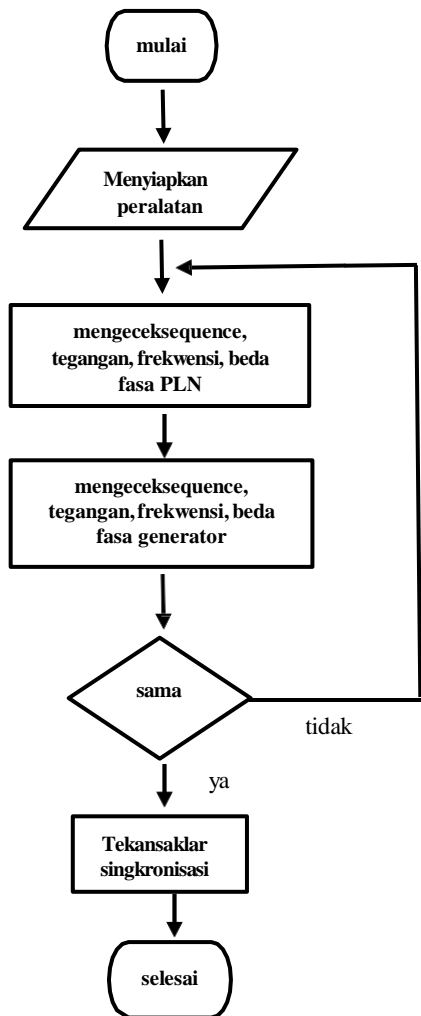 mulai
Menyiapkan
peralatan
mengeceksequence,
tegangan, frekwensi, beda
fasa PLN
mengeceksequence,
tegangan, frekwensi, beda
fasa generator
sama
tidak
ya
Tekansaklar
singkronisasi
selesai